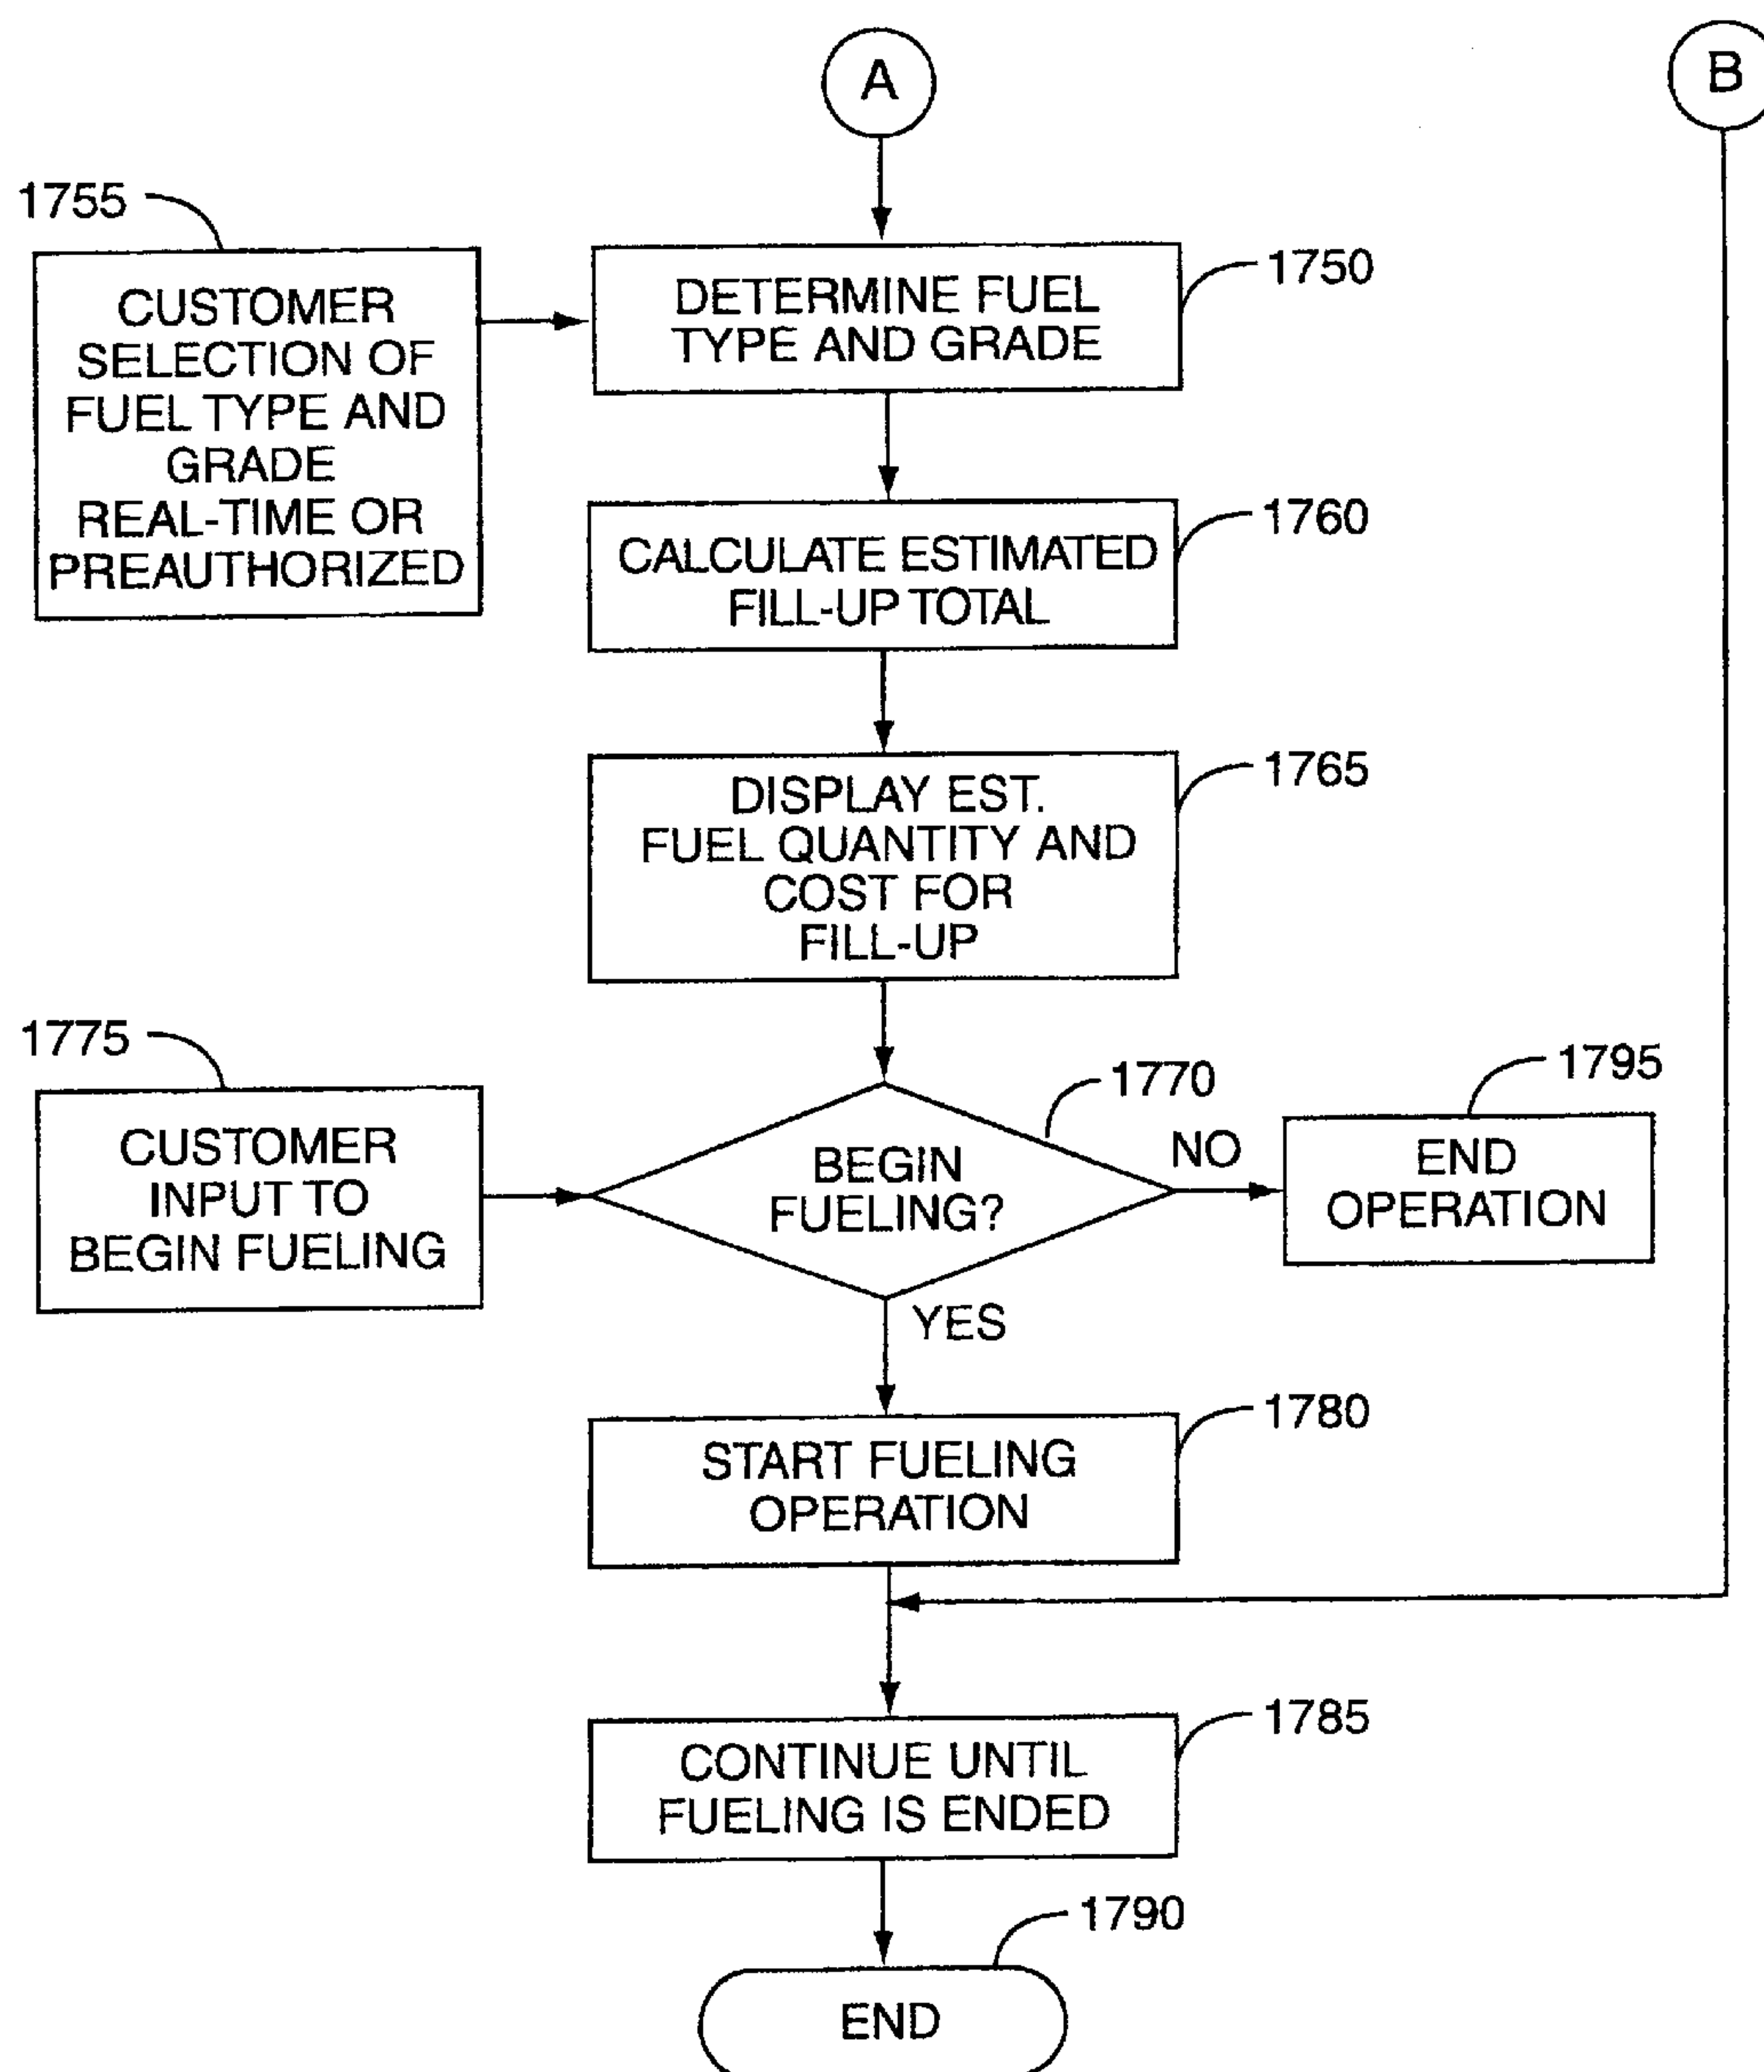 A
B
1755
CUSTOMER
SELECTION OF
FUEL TYPE AND
GRADE
REAL-TIME OR
PREAUTHORIZED
1750
DETERMINE FUEL
TYPE AND GRADE
1760
CALCULATE ESTIMATED
FILL-UP TOTAL
1765
DISPLAY EST.
FUEL QUANTITY AND
COST FOR
FILL-UP
1775
CUSTOMER
INPUT TO
BEGIN FUELING
1770
BEGIN
FUELING?
NO
1795
END
OPERATION
YES
1780
START FUELING
OPERATION
1785
CONTINUE UNTIL
FUELING IS ENDED
1790
END